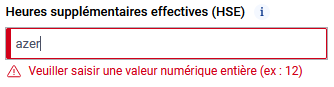 Heures supplémentaires effectives (HSE) i
azer
Veuiller saisir une valeur numérique entière (ex : 12)